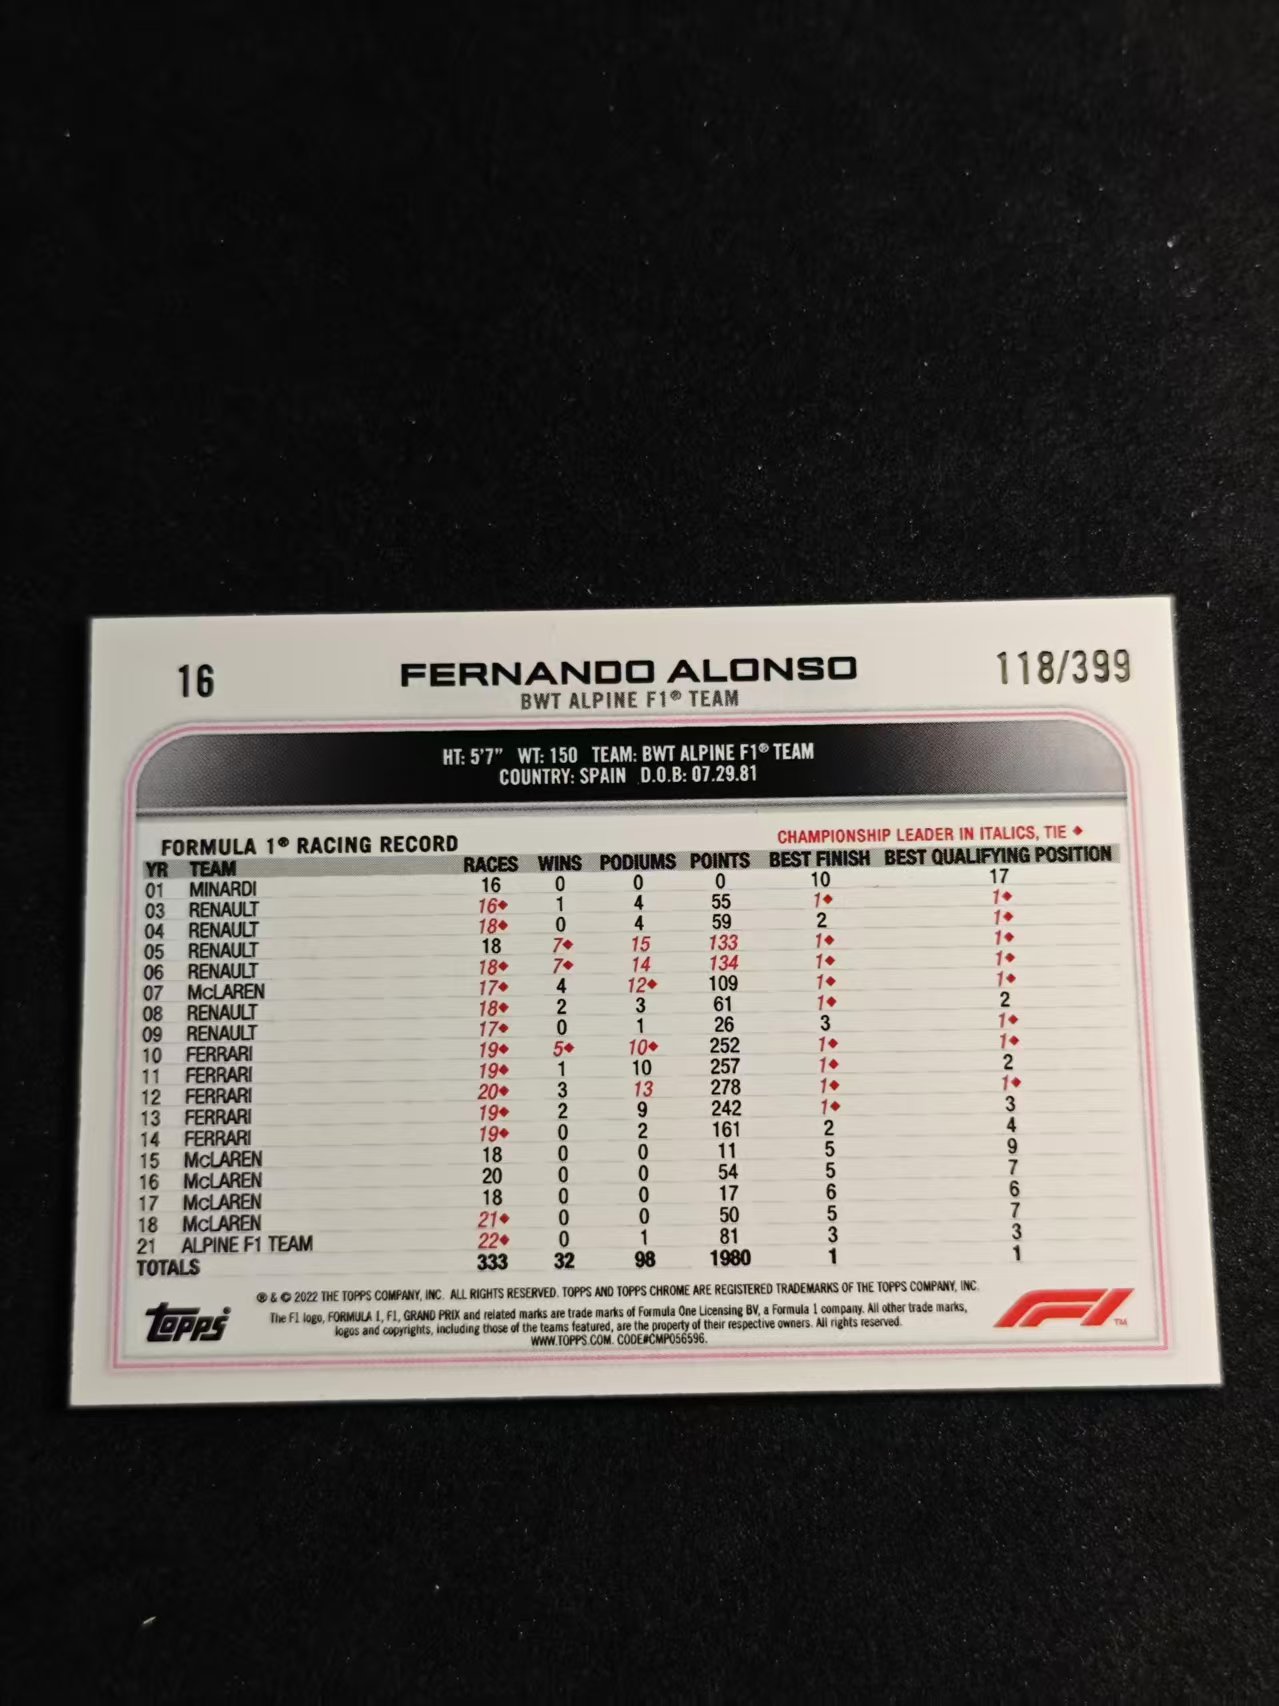 16 FERNANDO ALONSO 118/399
BWT ALPINE F1® TEAM
HT: 5'7" WT: 150 TEAM: BWT ALPINE F1® TEAM
COUNTRY: SPAIN D.O.B: 07.29.81
FORMULA 1® RACING RECORD CHAMPIONSHIP LEADER IN ITALICS, TIE ◆
YR TEAM RACES WINS PODIUMS POINTS BEST FINISH BEST QUALIFYING POSITION
01 MINARDI 16 0 0 0 10 17
03 RENAULT 16◆ 1 4 55 1◆ 1◆
04 RENAULT 18◆ 0 4 59 2 1◆
05 RENAULT 18 7◆ 15 133 1◆ 1◆
06 RENAULT 18◆ 7◆ 14 134 1◆ 1◆
07 McLAREN 17◆ 4 12◆ 109 1◆ 1◆
08 RENAULT 18◆ 2 3 61 1◆ 2
09 RENAULT 17◆ 0 1 26 3 1◆
10 FERRARI 19◆ 5◆ 10◆ 252 1◆ 1◆
11 FERRARI 19◆ 1 10 257 1◆ 2
12 FERRARI 20◆ 3 13 278 1◆ 1◆
13 FERRARI 19◆ 2 9 242 1◆ 3
14 FERRARI 19◆ 0 2 161 2 4
15 McLAREN 18 0 0 11 5 9
16 McLAREN 20 0 0 54 5 7
17 McLAREN 18 0 0 17 6 6
18 McLAREN 21◆ 0 0 50 5 7
21 ALPINE F1 TEAM 22◆ 0 1 81 3 3
TOTALS 333 32 98 1980 1 1
® & © 2022 THE TOPPS COMPANY, INC. ALL RIGHTS RESERVED. TOPPS AND TOPPS CHROME ARE REGISTERED TRADEMARKS OF THE TOPPS COMPANY, INC.
The F1 logo, FORMULA 1, F1, GRAND PRIX and related marks are trade marks of Formula One Licensing BV, a Formula 1 company. All other trade marks,
logos and copyrights, including those of the teams featured, are the property of their respective owners. All rights reserved.
WWW.TOPPS.COM. CODE#CMP056596.
Topps
F1™